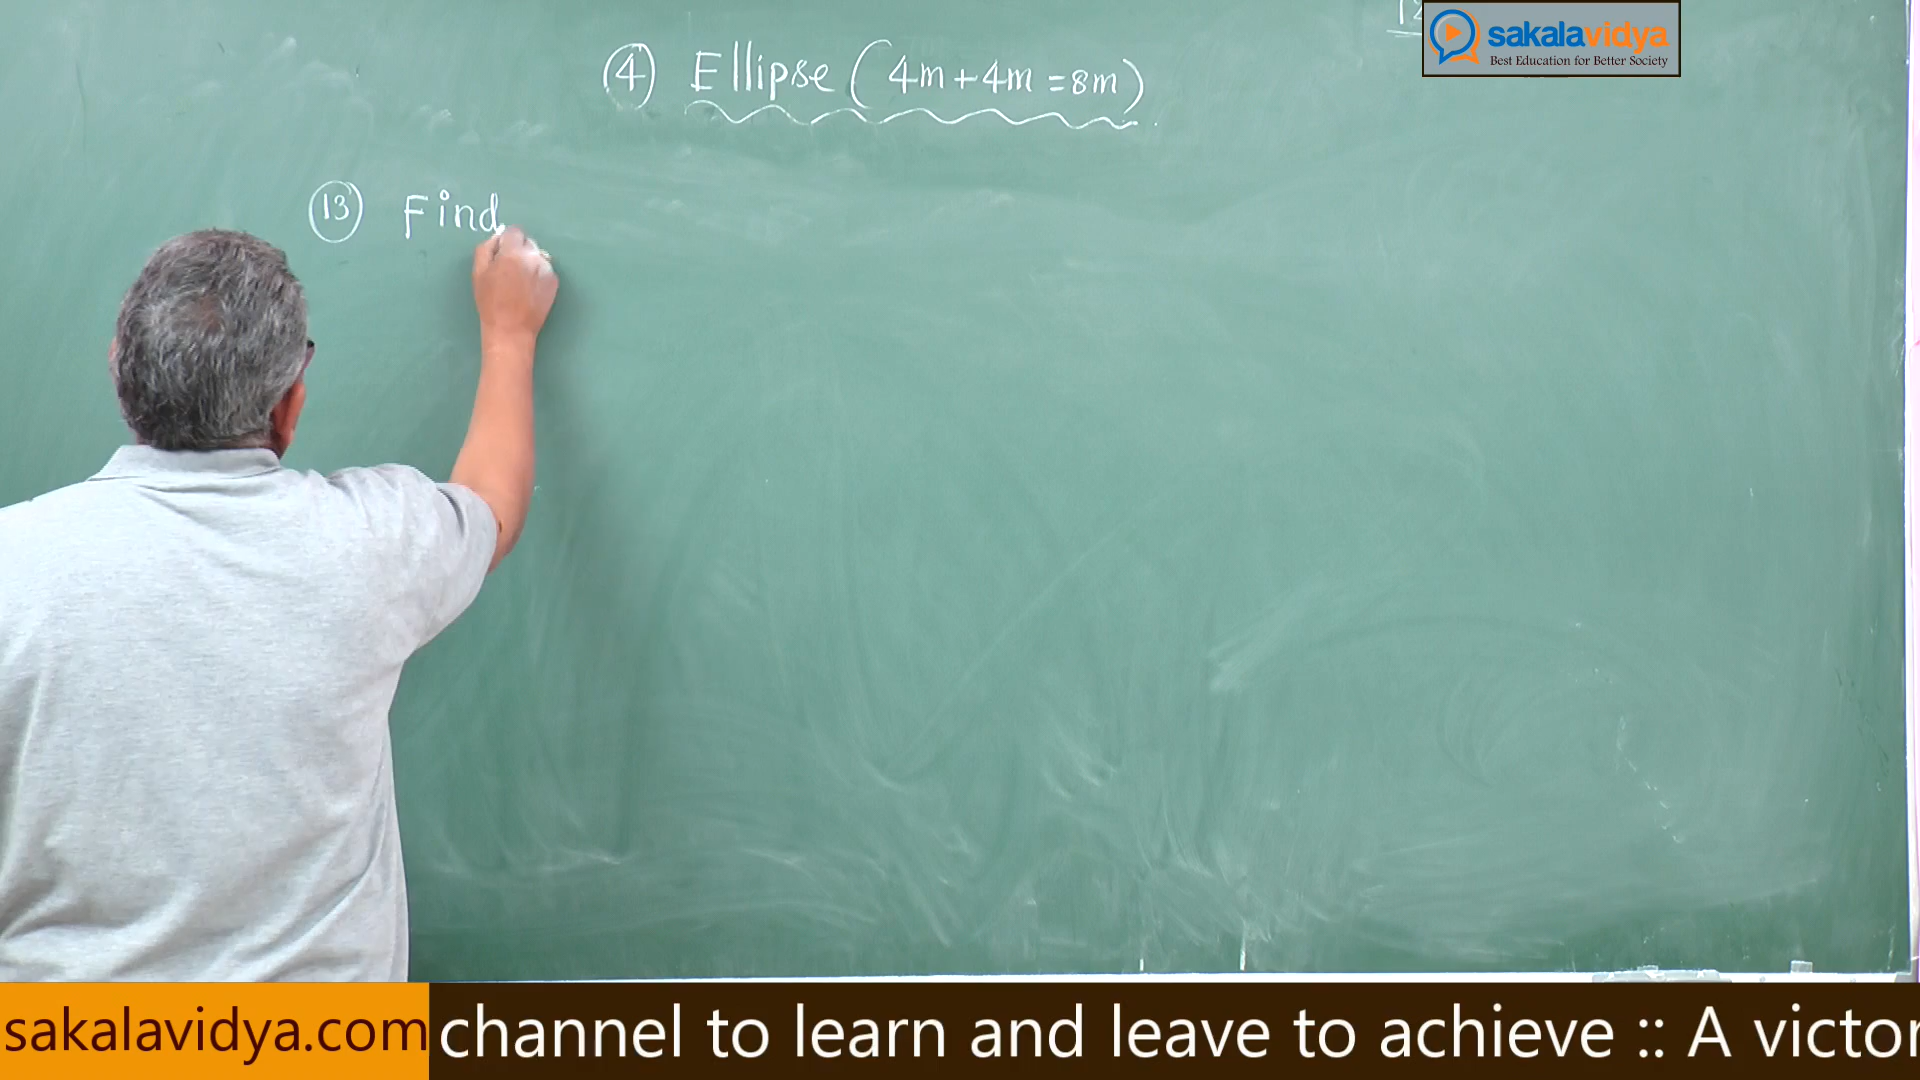 12
sakalavidya
Best Education for Better Society
(4) Ellipse (4m+4m=8m)
(13) Find
sakalavidya.com
channel to learn and leave to achieve :: A victor